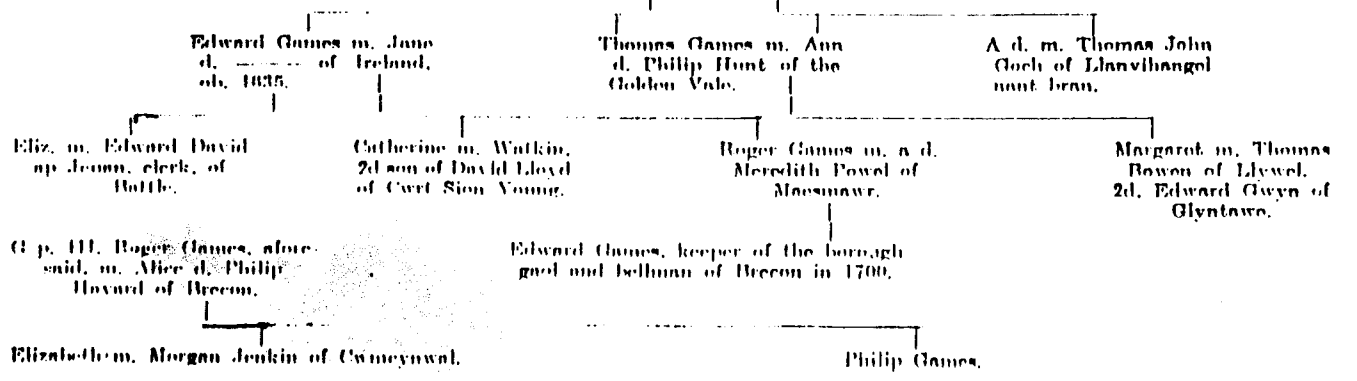 Edward Games m. Jane
d. ——— of Ireland,
ob. 1635.
Thomas Games m. Ann
d. Philip Hunt of the
Golden Vale.
A d. m. Thomas John
Goch of Llanvihangel
nant bran.
Eliz. m. Edward David
ap Jeuan, clerk, of
Battle.
Catherine m. Watkin,
2d son of David Lloyd
of Cwrt Sion Young.
Roger Games m. a d.
Meredith Powel of
Maesmawr.
Margaret m. Thomas
Bowen of Llywel.
2d. Edward Gwyn of
Glyntawe.
G p. III. Roger Games, afore-
said, m. Alice d. Philip
Havard of Brecon.
Edward Games, keeper of the borough
gaol and bellman of Brecon in 1700.
Elizabeth m. Morgan Jenkin of Cwmcynwal.
Philip Games.